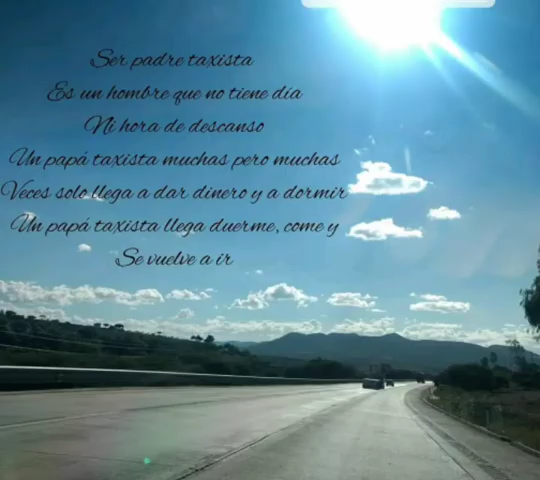 Ser padre taxista
Es un hombre que no tiene día
Ni hora de descanso
Un papá taxista muchas pero muchas
Veces solo llega a dar dinero y a dormir
Un papá taxista llega duerme, come y
Se vuelve a ir